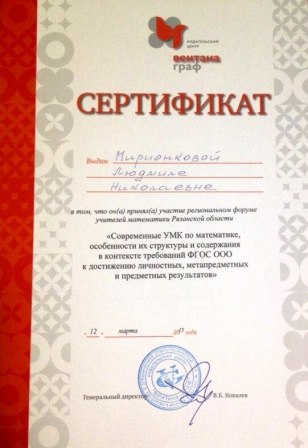 ИЗДАТЕЛЬСКИЙ
ЦЕНТР
вентана
граф
СЕРТИФИКАТ
Выдан Мирионковой
Людмиле
Николаевне
в том, что он(а) принял(а) участие региональном форуме
учителей математики Рязанской области
«Современные УМК по математике,
особенности их структуры и содержания
в контексте требований ФГОС ООО
к достижению личностных, метапредметных
и предметных результатов»
„ 12 „ марта 2015 года
Генеральный директор В.Б. Ковалев